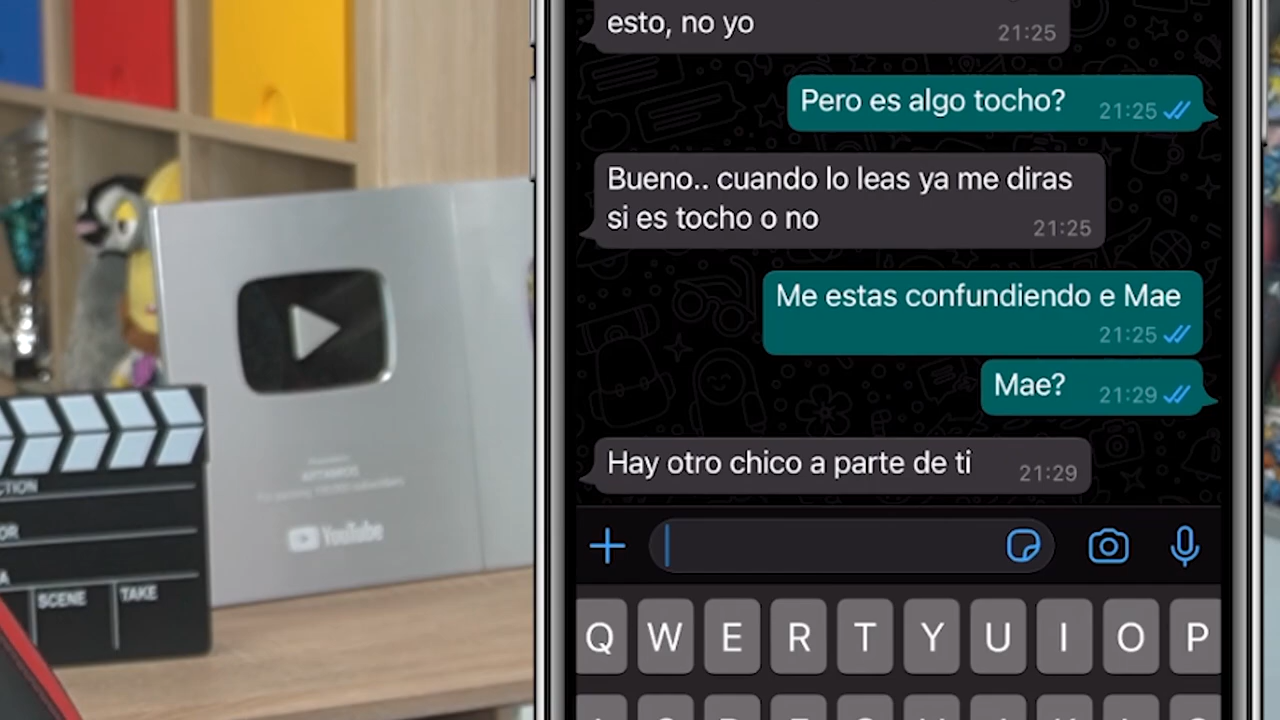 esto, no yo
21:25
Pero es algo tocho?
21:25
Bueno.. cuando lo leas ya me diras
si es tocho o no
21:25
Me estas confundiendo e Mae
21:25
Mae?
21:29
Hay otro chico a parte de ti
21:29
Q W E R T Y U I O P
YouTube
SCENE
TAKE